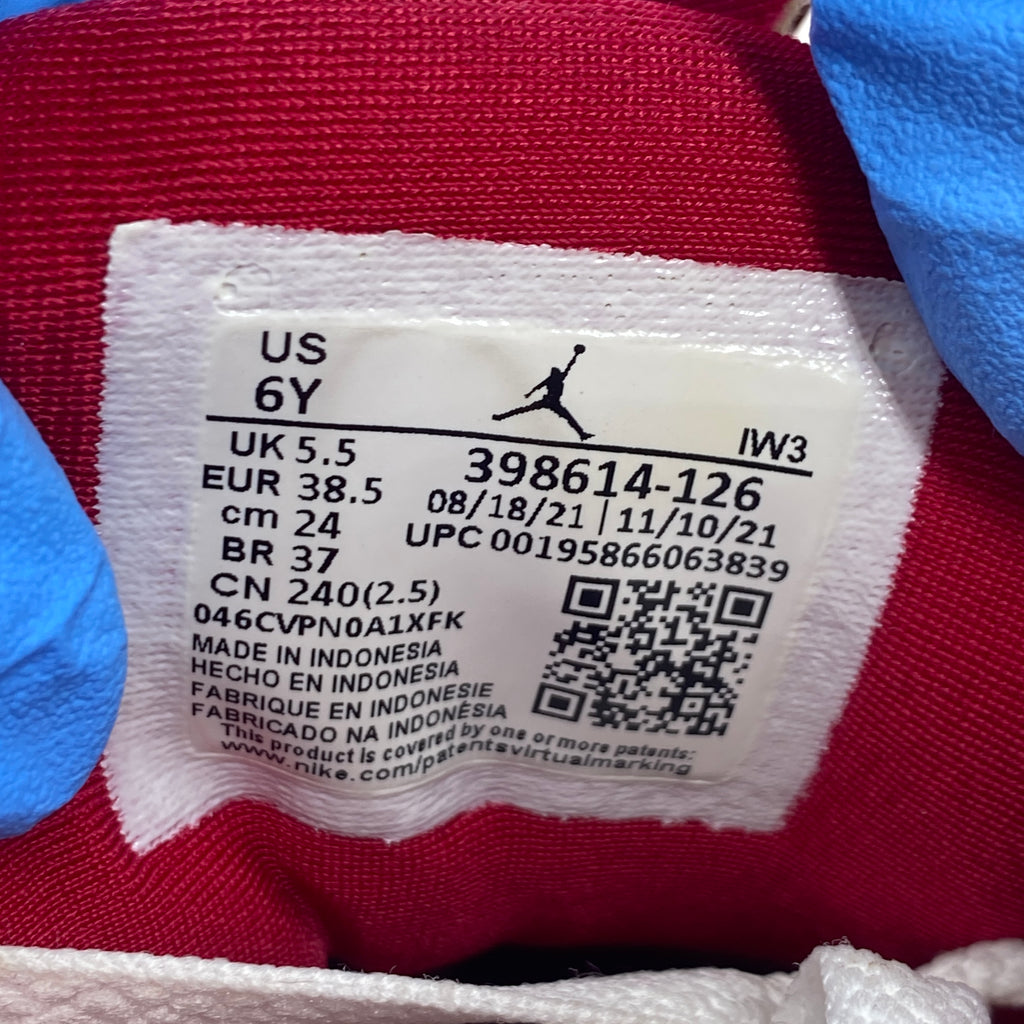 US
6Y
IW3
UK 5.5
EUR 38.5
cm 24
BR 37
CN 240(2.5)
398614-126
08/18/21 | 11/10/21
UPC 00195866063839
046CVPN0A1XFK
MADE IN INDONESIA
HECHO EN INDONESIA
FABRIQUE EN INDONESIE
FABRICADO NA INDONÉSIA
This product is covered by one or more patents:
www.nike.com/patentsvirtualmarking